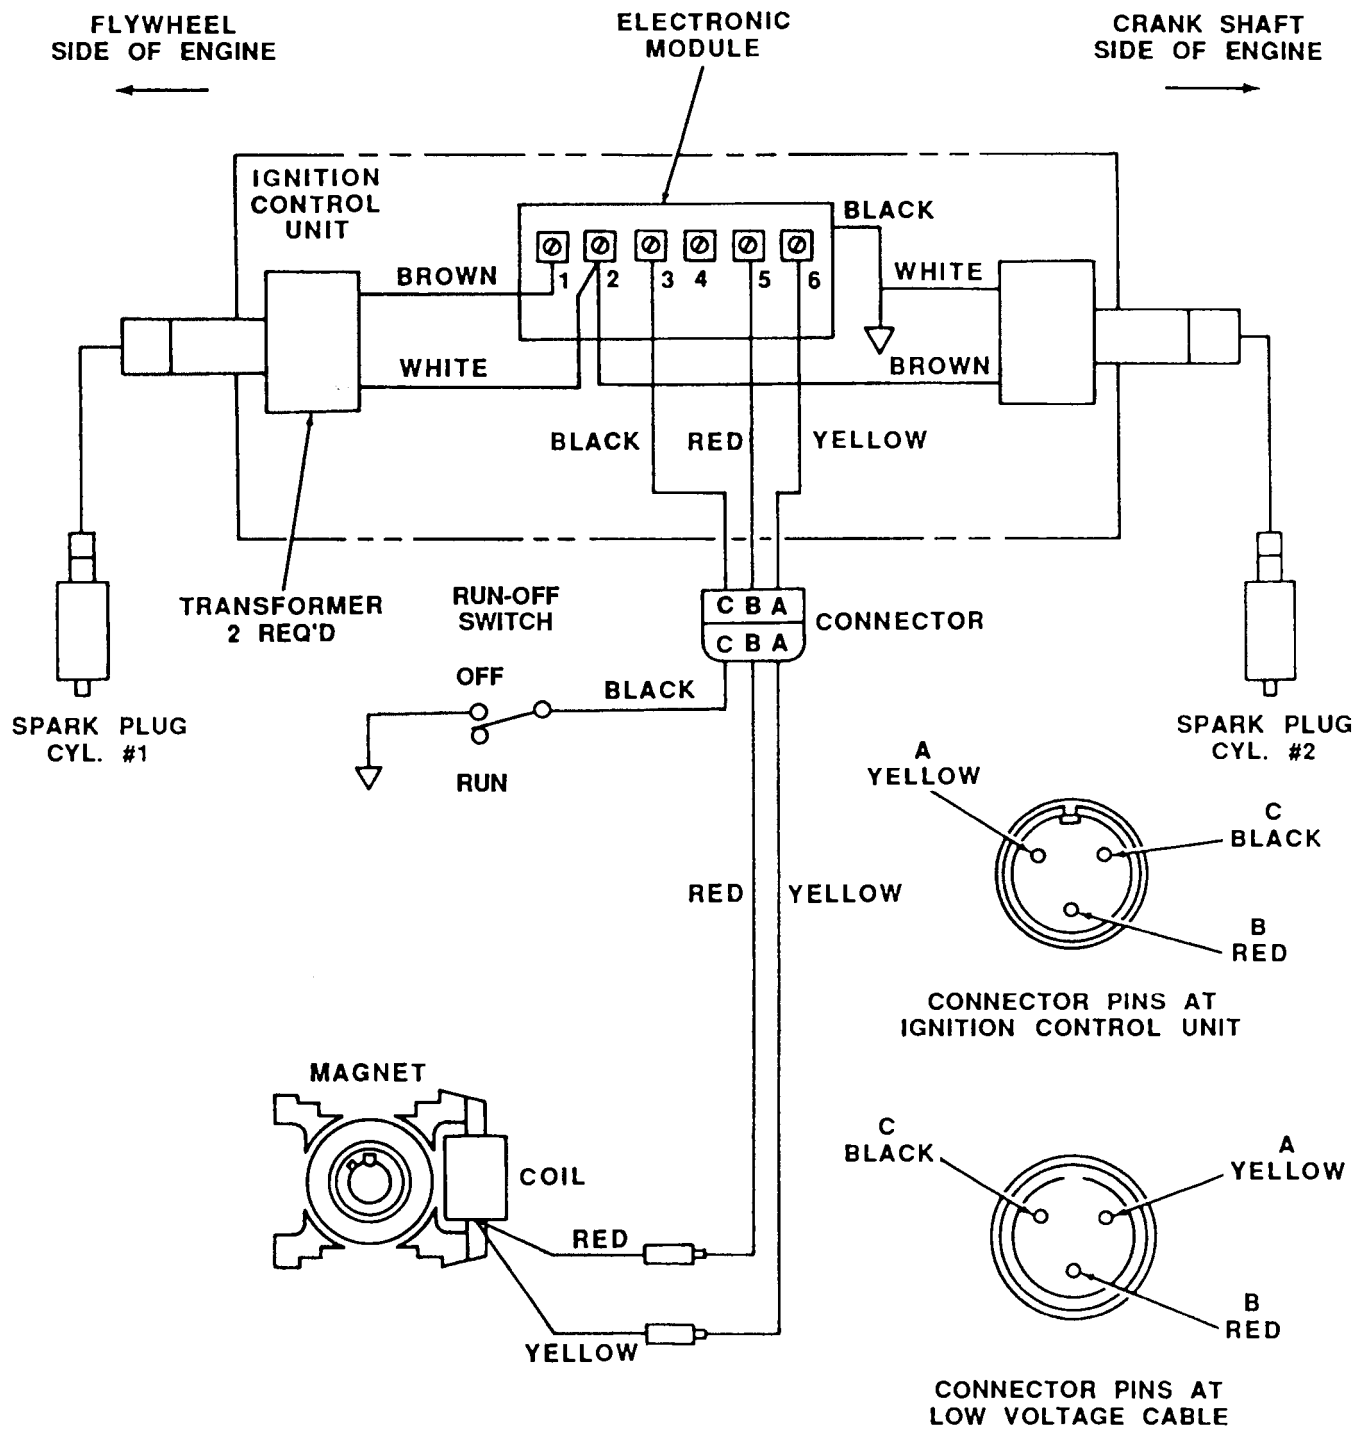 FLYWHEEL
SIDE OF ENGINE
ELECTRONIC
MODULE
CRANK SHAFT
SIDE OF ENGINE
IGNITION
CONTROL
UNIT
BLACK
BROWN
1
2
3
4
5
6
WHITE
WHITE
BROWN
BLACK
RED
YELLOW
TRANSFORMER
2 REQ'D
RUN-OFF
SWITCH
C B A
C B A
CONNECTOR
OFF
BLACK
RUN
SPARK PLUG
CYL. #1
SPARK PLUG
CYL. #2
A
YELLOW
C
BLACK
B
RED
RED
YELLOW
CONNECTOR PINS AT
IGNITION CONTROL UNIT
MAGNET
COIL
RED
YELLOW
C
BLACK
A
YELLOW
B
RED
CONNECTOR PINS AT
LOW VOLTAGE CABLE